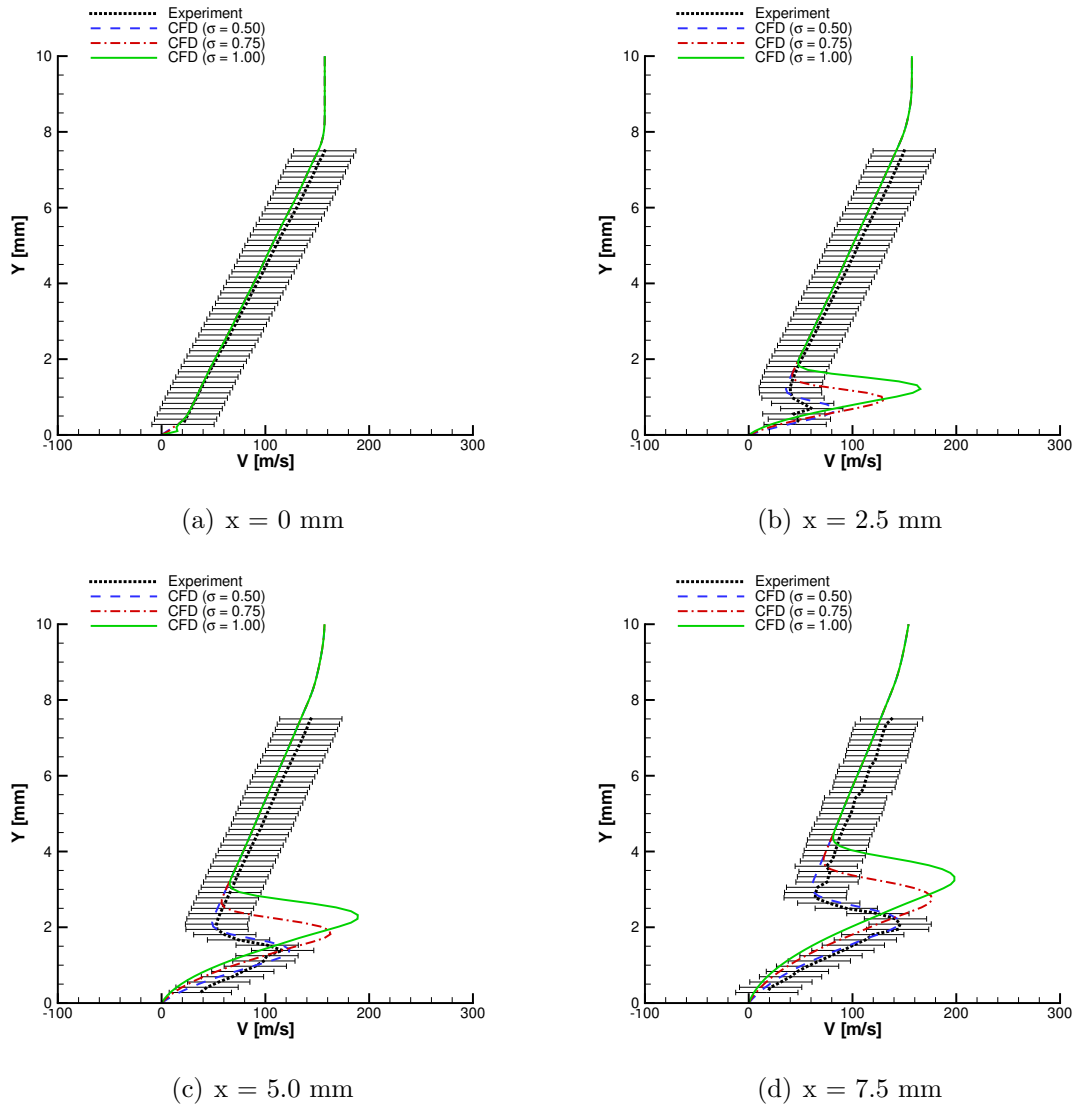 Experiment
CFD (σ = 0.50)
CFD (σ = 0.75)
CFD (σ = 1.00)
Y [mm]
10
8
6
4
2
0
-100 0 100 200 300
V [m/s]
(a) x = 0 mm
Experiment
CFD (σ = 0.50)
CFD (σ = 0.75)
CFD (σ = 1.00)
Y [mm]
10
8
6
4
2
0
-100 0 100 200 300
V [m/s]
(b) x = 2.5 mm
Experiment
CFD (σ = 0.50)
CFD (σ = 0.75)
CFD (σ = 1.00)
Y [mm]
10
8
6
4
2
0
-100 0 100 200 300
V [m/s]
(c) x = 5.0 mm
Experiment
CFD (σ = 0.50)
CFD (σ = 0.75)
CFD (σ = 1.00)
Y [mm]
10
8
6
4
2
0
-100 0 100 200 300
V [m/s]
(d) x = 7.5 mm